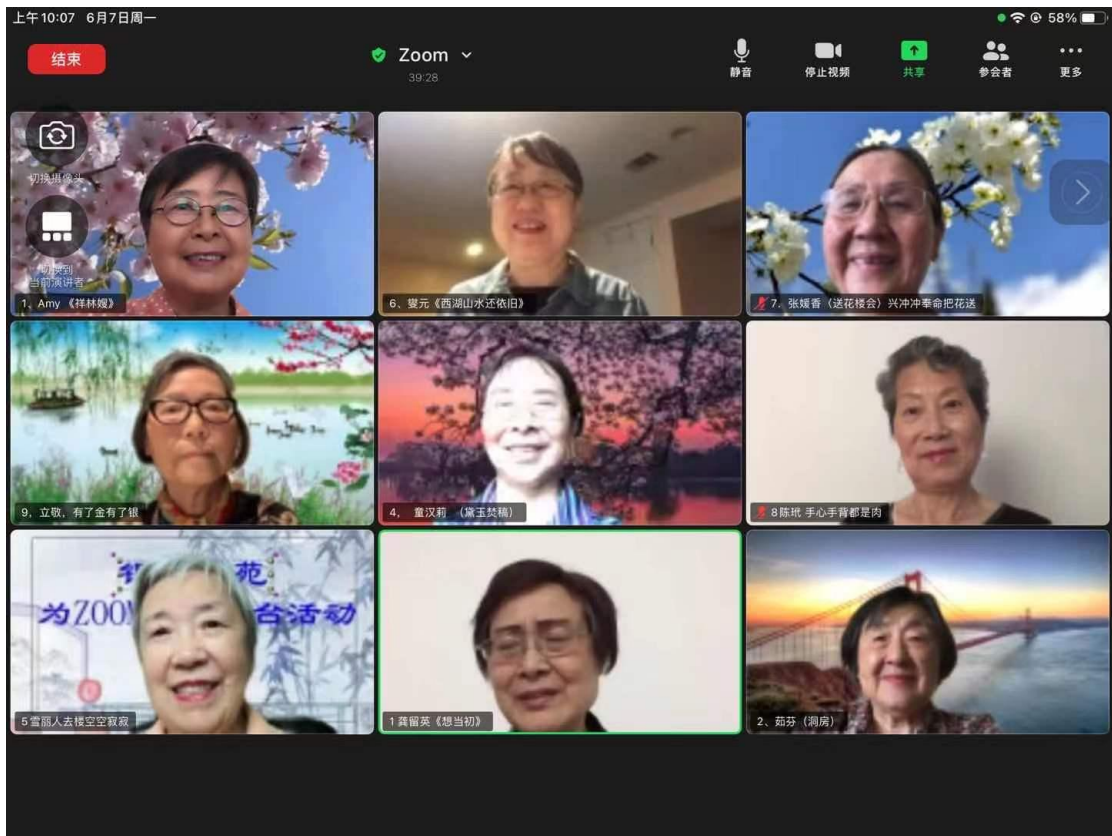 上午10:07 6月7日周一
58%
结束
Zoom
39:28
静音
停止视频
共享
参会者
更多
切换摄像头
切换到
当前演讲者
1、Amy 《祥林嫂》
6、燮元《西湖山水还依旧》
7、张媛香（送花楼会）兴冲冲奉命把花送
9，立敬，有了金有了银
4， 童汉莉 （黛玉焚稿）
8陈玳 手心手背都是肉
苑
为ZOO
台活动
5雪丽人去楼空空寂寂
1龚留英《想当初》
2、茹芬（洞房）